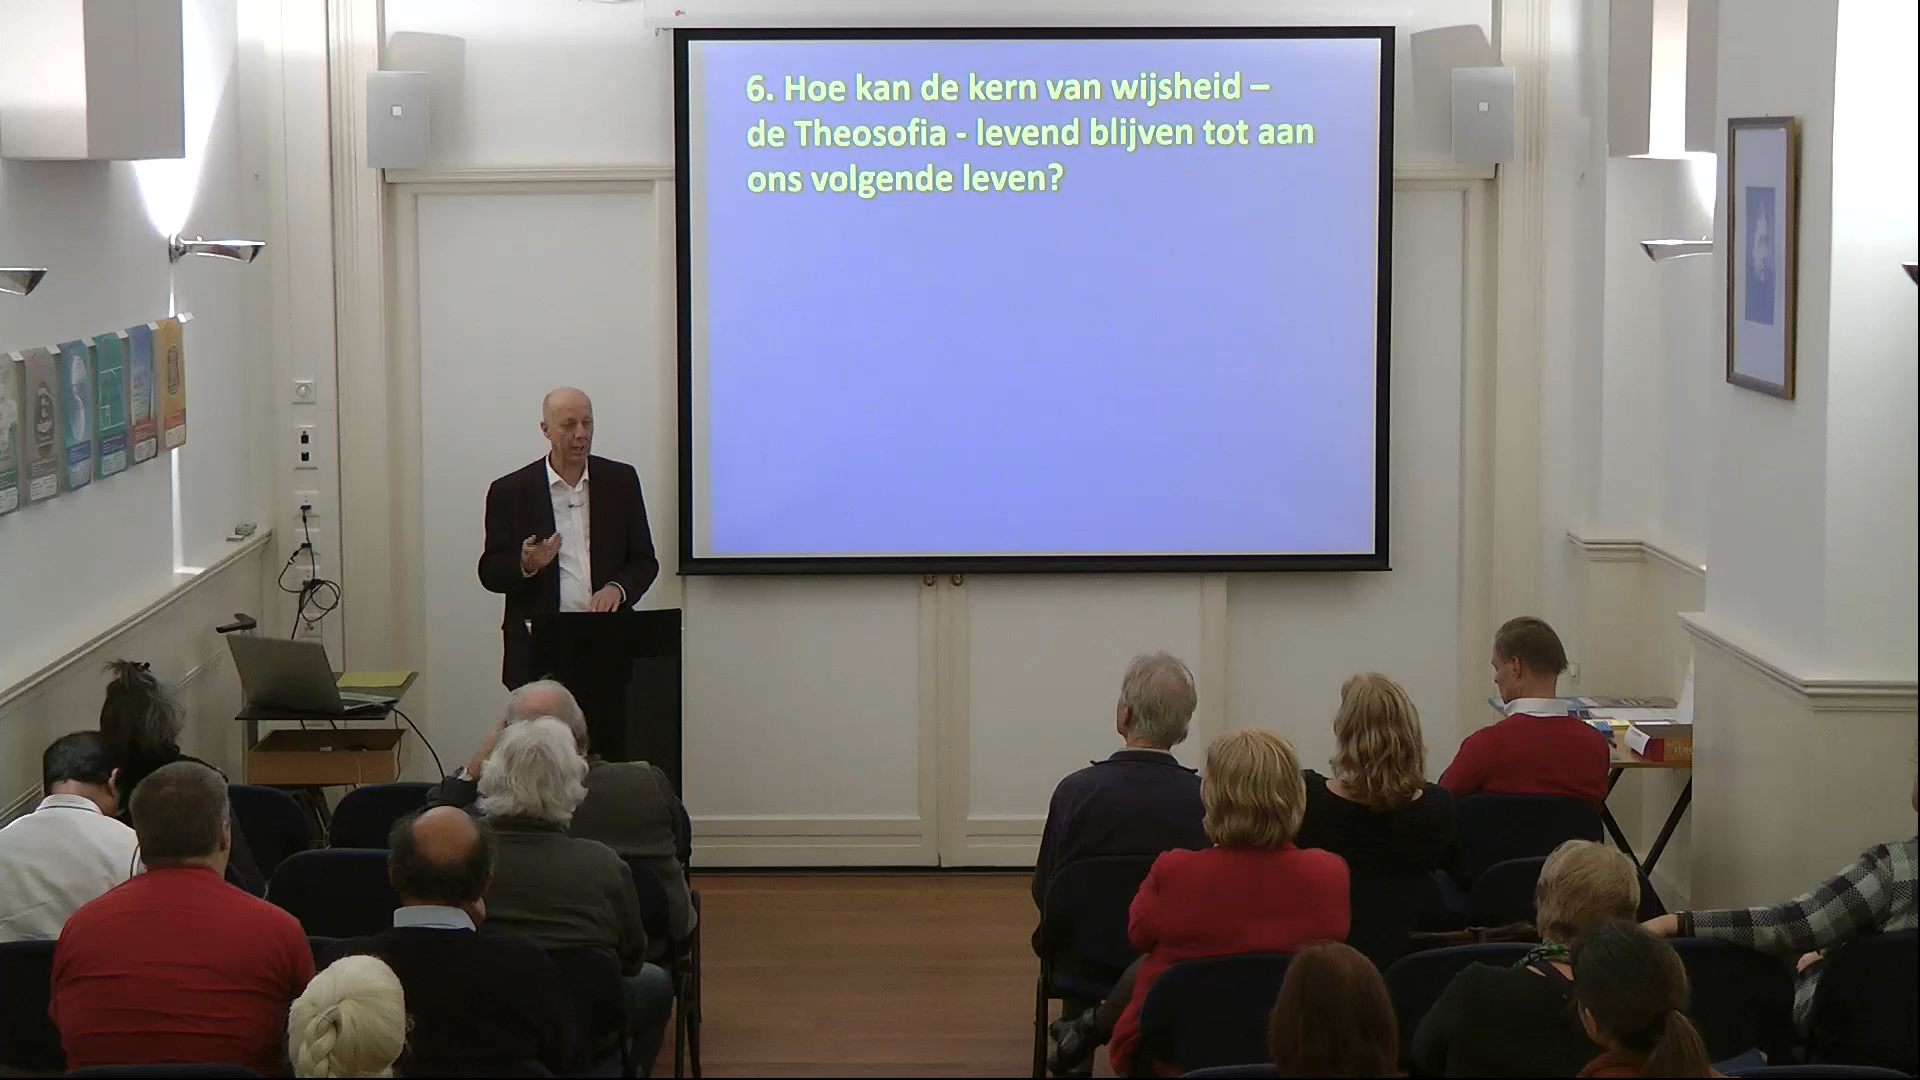 6. Hoe kan de kern van wijsheid –
de Theosofia - levend blijven tot aan
ons volgende leven?